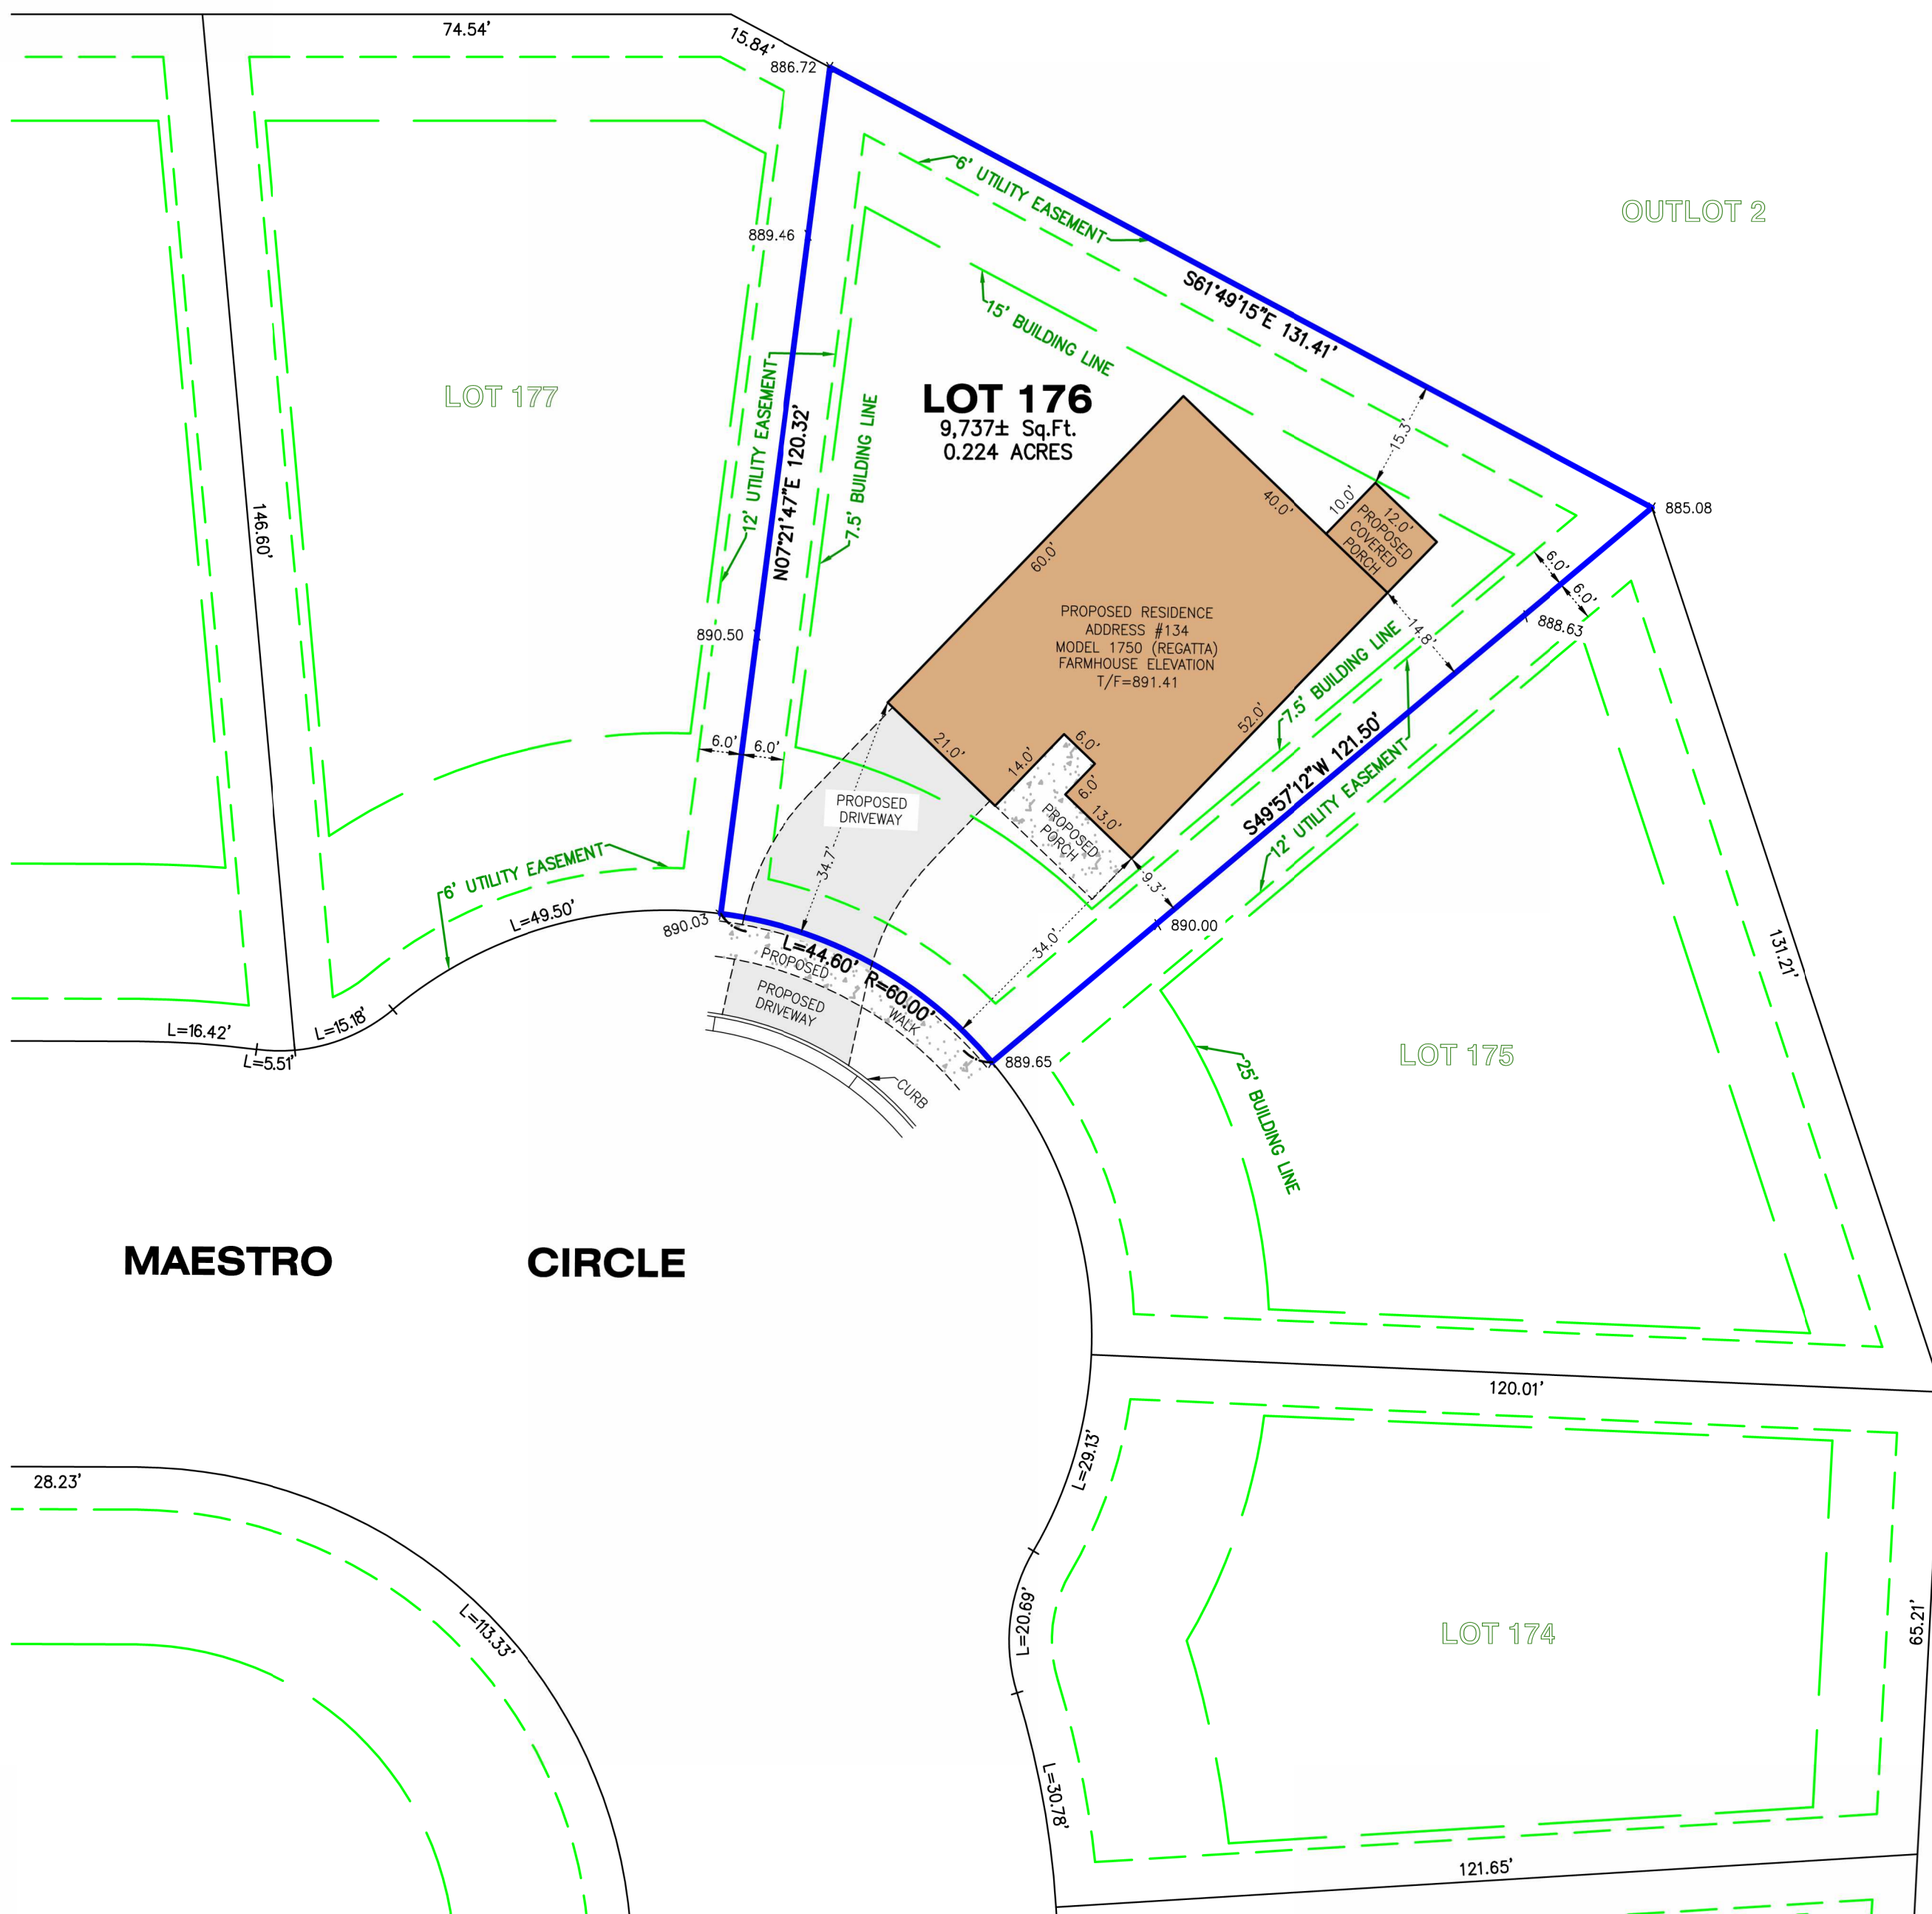 74.54'
15.84'
886.72
6' UTILITY EASEMENT
OUTLOT 2
889.46
S61°49'15"E 131.41'
15' BUILDING LINE
LOT 177
LOT 176
9,737± Sq.Ft.
0.224 ACRES
12' UTILITY EASEMENT
N07°21'47"E 120.32'
7.5' BUILDING LINE
15.3'
40.0'
10.0'
12.0'
PROPOSED
COVERED
PORCH
885.08
146.60'
60.0'
6.0'
6.0'
888.63
PROPOSED RESIDENCE
ADDRESS #134
MODEL 1750 (REGATTA)
FARMHOUSE ELEVATION
T/F=891.41
14.8'
890.50
7.5' BUILDING LINE
52.0'
6.0'
6.0'
21.0'
14.0'
6.0'
6.0'
13.0'
S49°57'12"W 121.50'
12' UTILITY EASEMENT
PROPOSED
DRIVEWAY
PROPOSED
PORCH
34.7'
9.3'
6' UTILITY EASEMENT
L=49.50'
890.03
890.00
34.0'
131.21'
L=44.60' R=60.00'
PROPOSED
WALK
PROPOSED
DRIVEWAY
L=16.42'
L=15.18'
L=5.51'
889.65
CURB
LOT 175
25' BUILDING LINE
MAESTRO CIRCLE
120.01'
28.23'
L=29.13'
L=113.33'
L=20.69'
LOT 174
65.21'
L=30.78'
121.65'